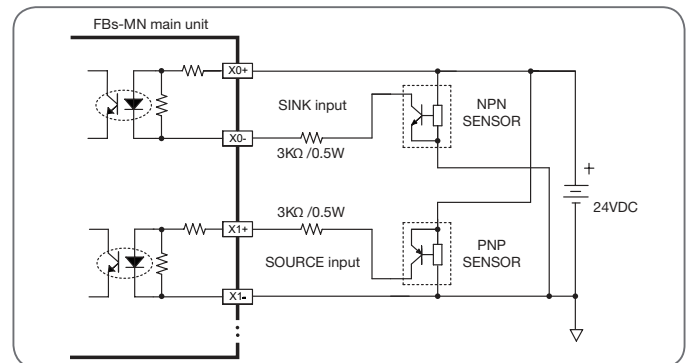 FBs-MN main unit
X0+
SINK input
NPN
SENSOR
X0-
3KΩ /0.5W
+
24VDC
3KΩ /0.5W
X1+
SOURCE input
PNP
SENSOR
X1-